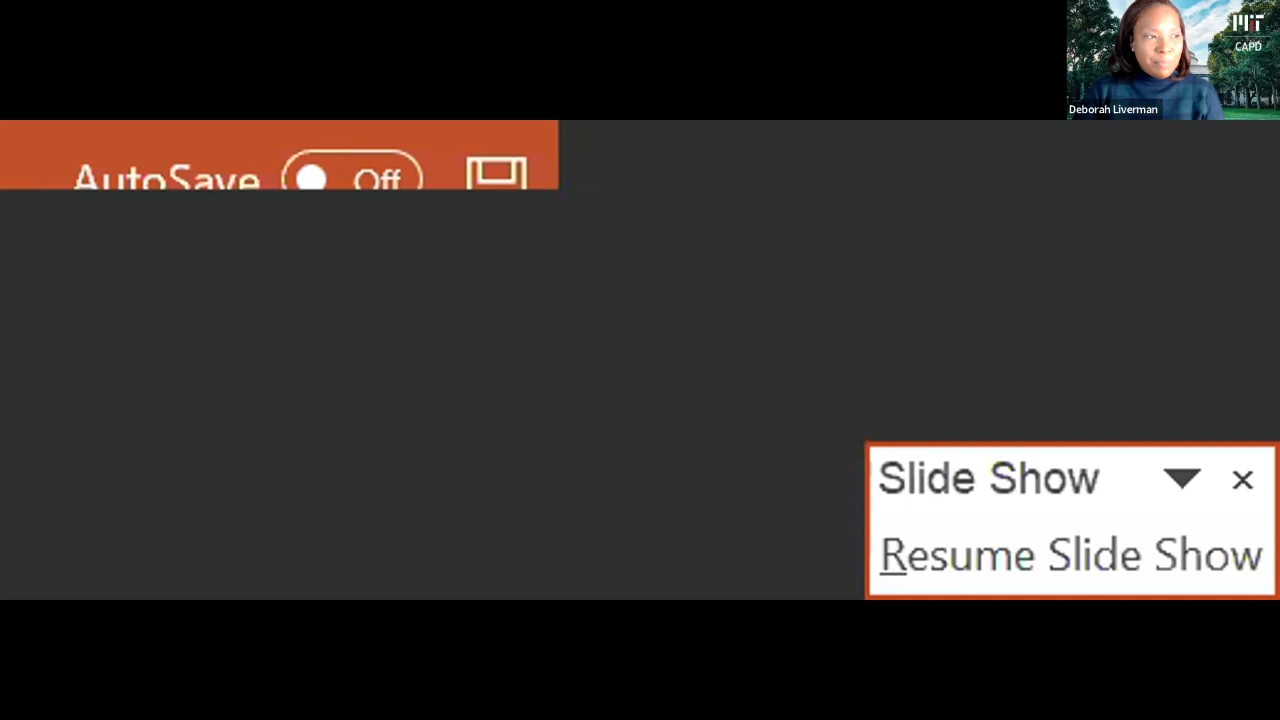 MIT
CAPD
Deborah Liverman
AutoSave Off
Slide Show
Resume Slide Show